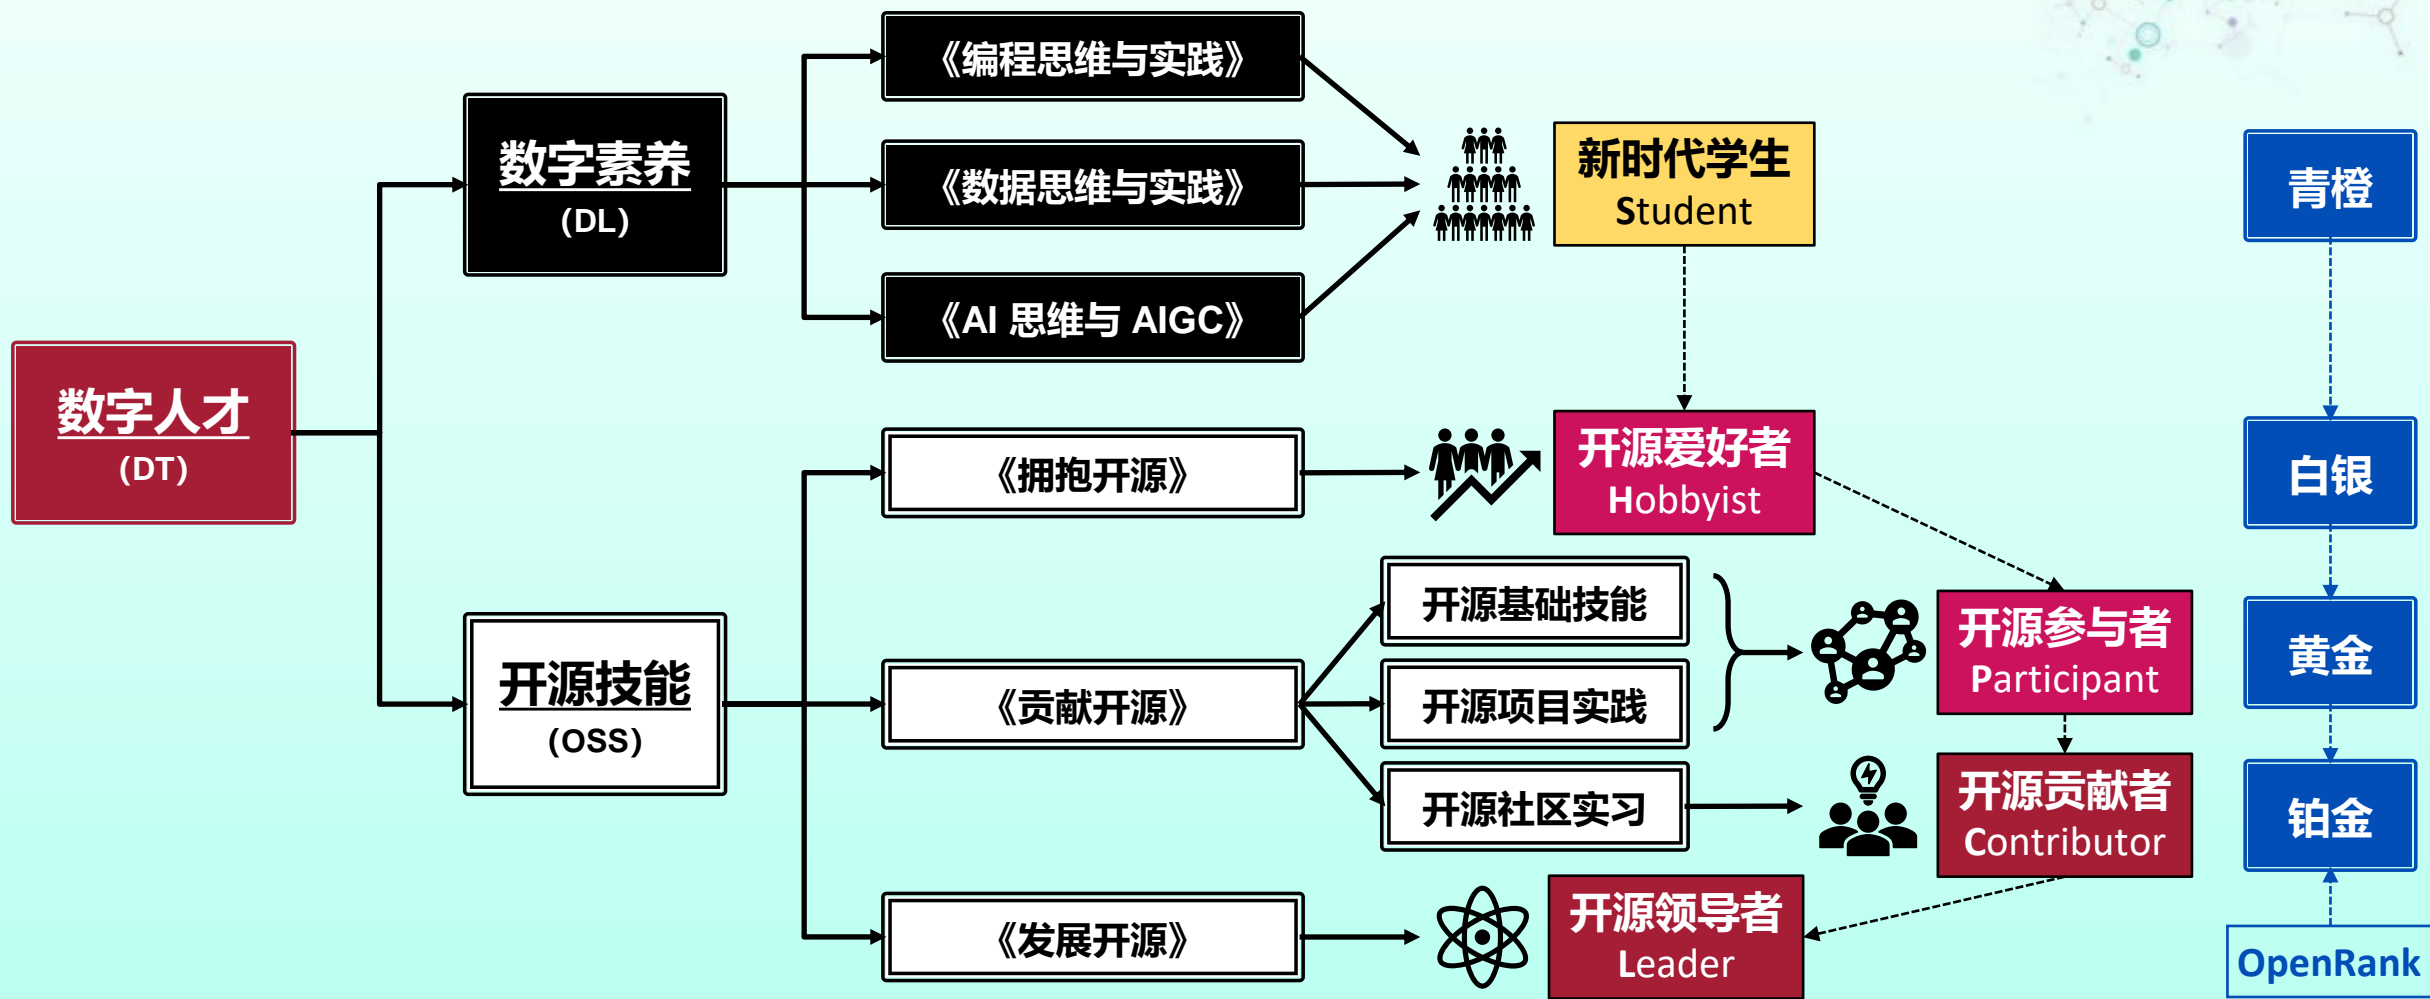 数字人才
(DT)
数字素养
(DL)
《编程思维与实践》
《数据思维与实践》
《AI 思维与 AIGC》
新时代学生
Student
开源技能
(OSS)
《拥抱开源》
开源爱好者
Hobbyist
《贡献开源》
开源基础技能
开源项目实践
开源社区实习
开源参与者
Participant
开源贡献者
Contributor
《发展开源》
开源领导者
Leader
青橙
白银
黄金
铂金
OpenRank